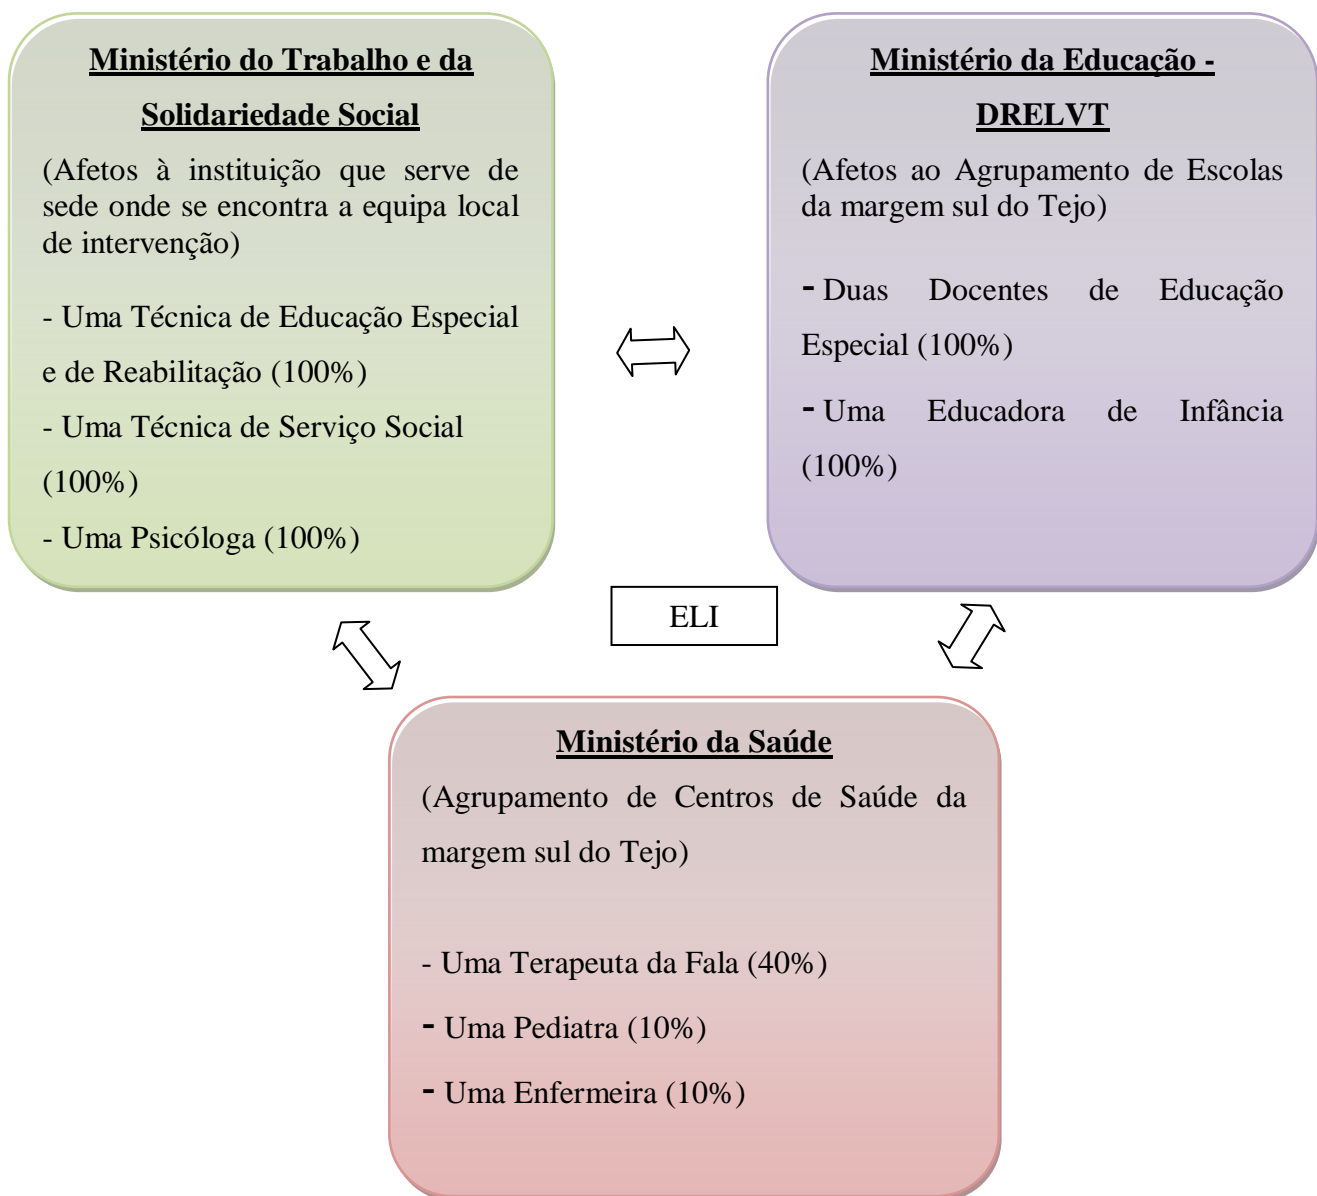 Ministério do Trabalho e da
Solidariedade Social
(Afetos à instituição que serve de
sede onde se encontra a equipa local
de intervenção)
- Uma Técnica de Educação Especial
e de Reabilitação (100%)
- Uma Técnica de Serviço Social
(100%)
- Uma Psicóloga (100%)
Ministério da Educação -
DRELVT
(Afetos ao Agrupamento de Escolas
da margem sul do Tejo)
- Duas Docentes de Educação
Especial (100%)
- Uma Educadora de Infância
(100%)
ELI
Ministério da Saúde
(Agrupamento de Centros de Saúde da
margem sul do Tejo)
- Uma Terapeuta da Fala (40%)
- Uma Pediatra (10%)
- Uma Enfermeira (10%)